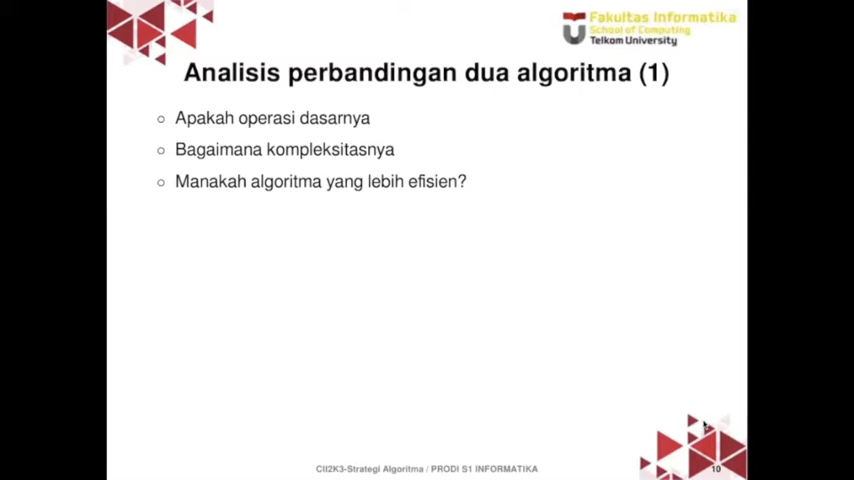 Fakultas Informatika
School of Computing
Telkom University
Analisis perbandingan dua algoritma (1)
Apakah operasi dasarnya
Bagaimana kompleksitasnya
Manakah algoritma yang lebih efisien?
CII2K3-Strategi Algoritma / PRODI S1 INFORMATIKA
10